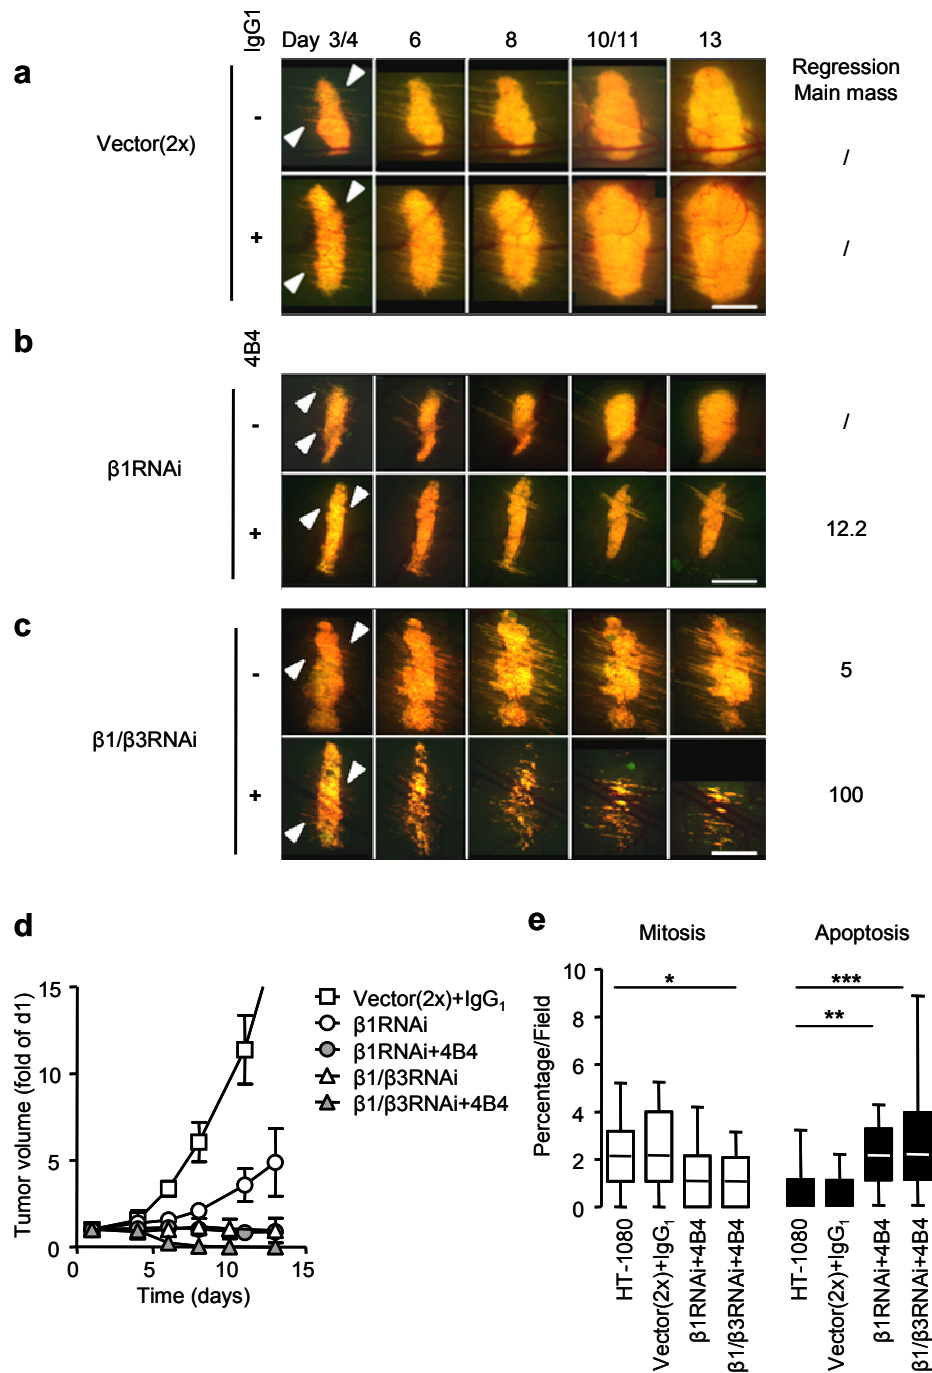 IgG1
Day 3/4 6 8 10/11 13
a
Regression
Main mass
Vector(2x)
-
/
+
/
b
4B4
β1RNAi
-
/
+
12.2
c
β1/β3RNAi
-
5
+
100
d
Tumor volume (fold of d1)
15
10
5
0
0 5 10 15
Time (days)
Vector(2x)+IgG₁
β1RNAi
β1RNAi+4B4
β1/β3RNAi
β1/β3RNAi+4B4
e
Mitosis Apoptosis
Percentage/Field
10
8
6
4
2
0
*
***
**
HT-1080
Vector(2x)+IgG₁
β1RNAi+4B4
β1/β3RNAi+4B4
HT-1080
Vector(2x)+IgG₁
β1RNAi+4B4
β1/β3RNAi+4B4